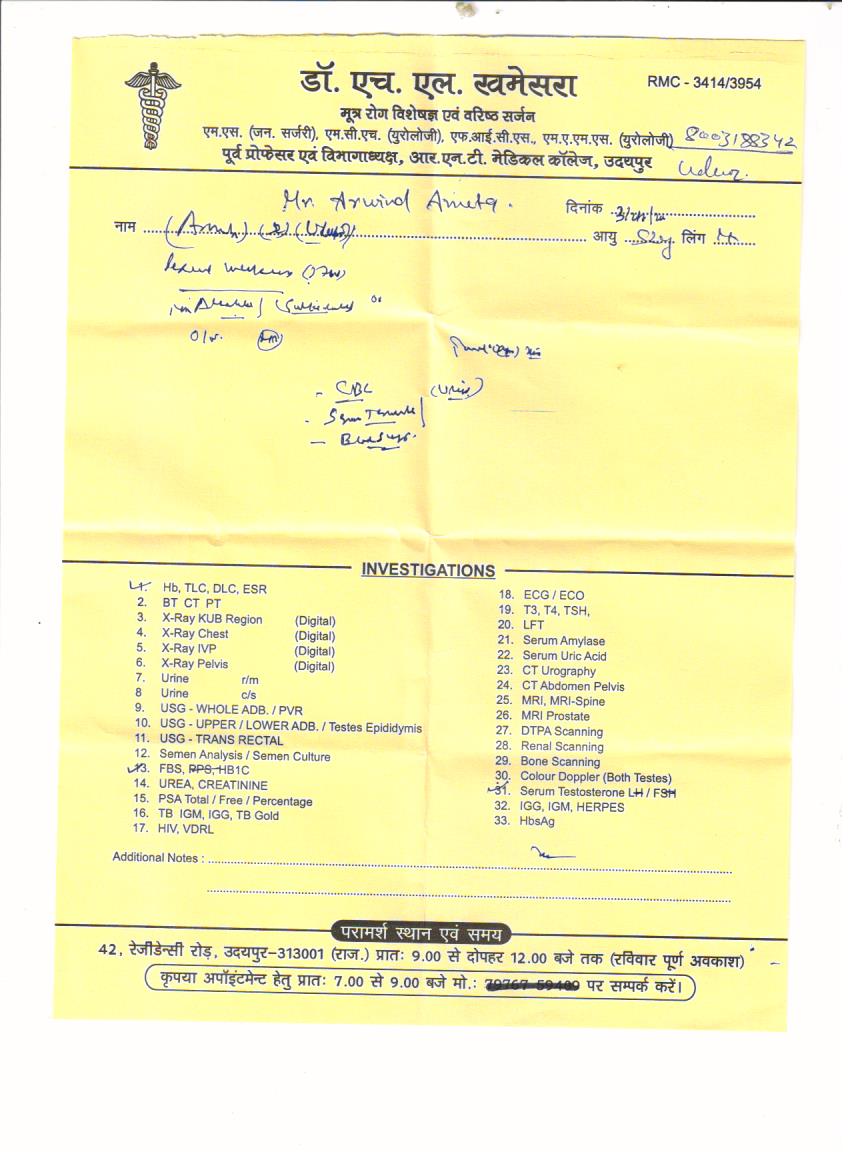 डॉ. एच. एल. खमेसरा
RMC - 3414/3954
मूत्र रोग विशेषज्ञ एवं वरिष्ठ सर्जन
एम.एस. (जन. सर्जरी), एम.सी.एच. (युरोलोजी), एफ.आई.सी.एस., एम.ए.एम.एस. (युरोलोजी) 8003188342
पूर्व प्रोफेसर एवं विभागाध्यक्ष, आर.एन.टी. मेडिकल कॉलेज, उदयपुर
Mr. Arwind Ameta.
दिनांक
नाम आयु लिंग M
- CBC (Urine)
- Serum
- Blood sugar
INVESTIGATIONS
1. Hb, TLC, DLC, ESR
2. BT CT PT
3. X-Ray KUB Region (Digital)
4. X-Ray Chest (Digital)
5. X-Ray IVP (Digital)
6. X-Ray Pelvis (Digital)
7. Urine r/m
8 Urine c/s
9. USG - WHOLE ADB. / PVR
10. USG - UPPER / LOWER ADB. / Testes Epididymis
11. USG - TRANS RECTAL
12. Semen Analysis / Semen Culture
13. FBS, PPS, HB1C
14. UREA, CREATININE
15. PSA Total / Free / Percentage
16. TB IGM, IGG, TB Gold
17. HIV, VDRL
18. ECG / ECO
19. T3, T4, TSH,
20. LFT
21. Serum Amylase
22. Serum Uric Acid
23. CT Urography
24. CT Abdomen Pelvis
25. MRI, MRI-Spine
26. MRI Prostate
27. DTPA Scanning
28. Renal Scanning
29. Bone Scanning
30. Colour Doppler (Both Testes)
31. Serum Testosterone LH / FSH
32. IGG, IGM, HERPES
33. HbsAg
Additional Notes :
परामर्श स्थान एवं समय
42, रेजीडेन्सी रोड़, उदयपुर-313001 (राज.) प्रातः 9.00 से दोपहर 12.00 बजे तक (रविवार पूर्ण अवकाश)
कृपया अपॉइंटमेन्ट हेतु प्रातः 7.00 से 9.00 बजे मो.: पर सम्पर्क करें।